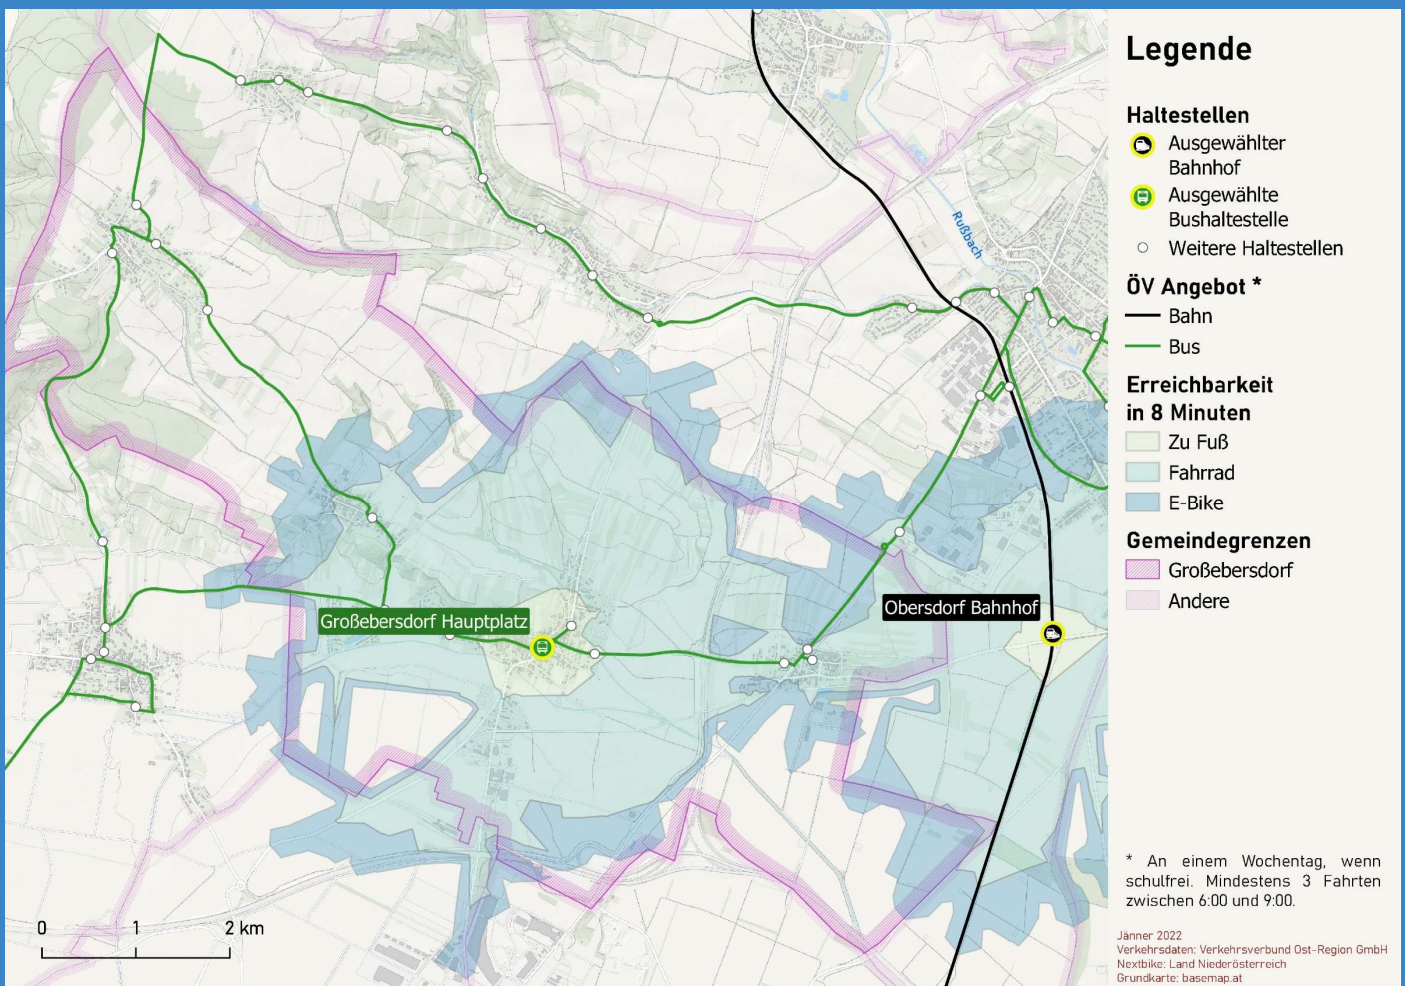 Legende
Haltestellen
Ausgewählter
Bahnhof
Ausgewählte
Bushaltestelle
Weitere Haltestellen
ÖV Angebot *
Bahn
Bus
Erreichbarkeit
in 8 Minuten
Zu Fuß
Fahrrad
E-Bike
Gemeindegrenzen
Großebersdorf
Andere
Rußbach
Großebersdorf Hauptplatz
Obersdorf Bahnhof
0 1 2 km
* An einem Wochentag, wenn
schulfrei. Mindestens 3 Fahrten
zwischen 6:00 und 9:00.
Jänner 2022
Verkehrsdaten: Verkehrsverbund Ost-Region GmbH
Nextbike: Land Niederösterreich
Grundkarte: basemap.at